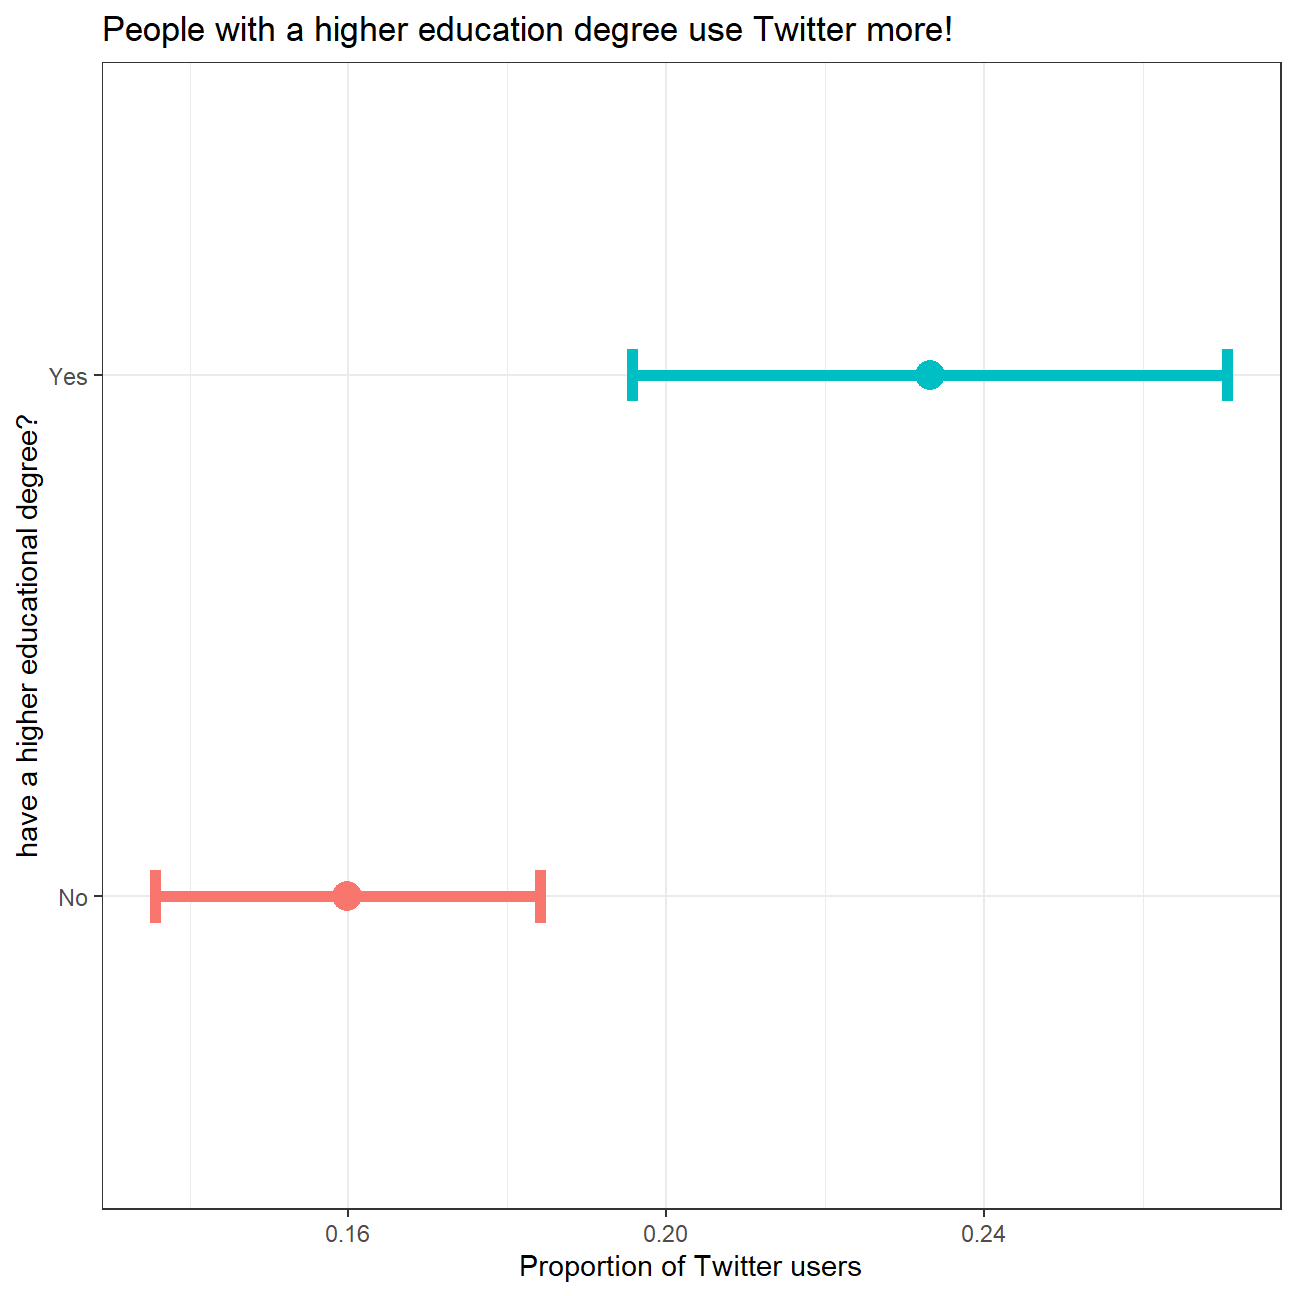 People with a higher education degree use Twitter more!
have a higher educational degree?
Yes
No
0.16
0.20
0.24
Proportion of Twitter users